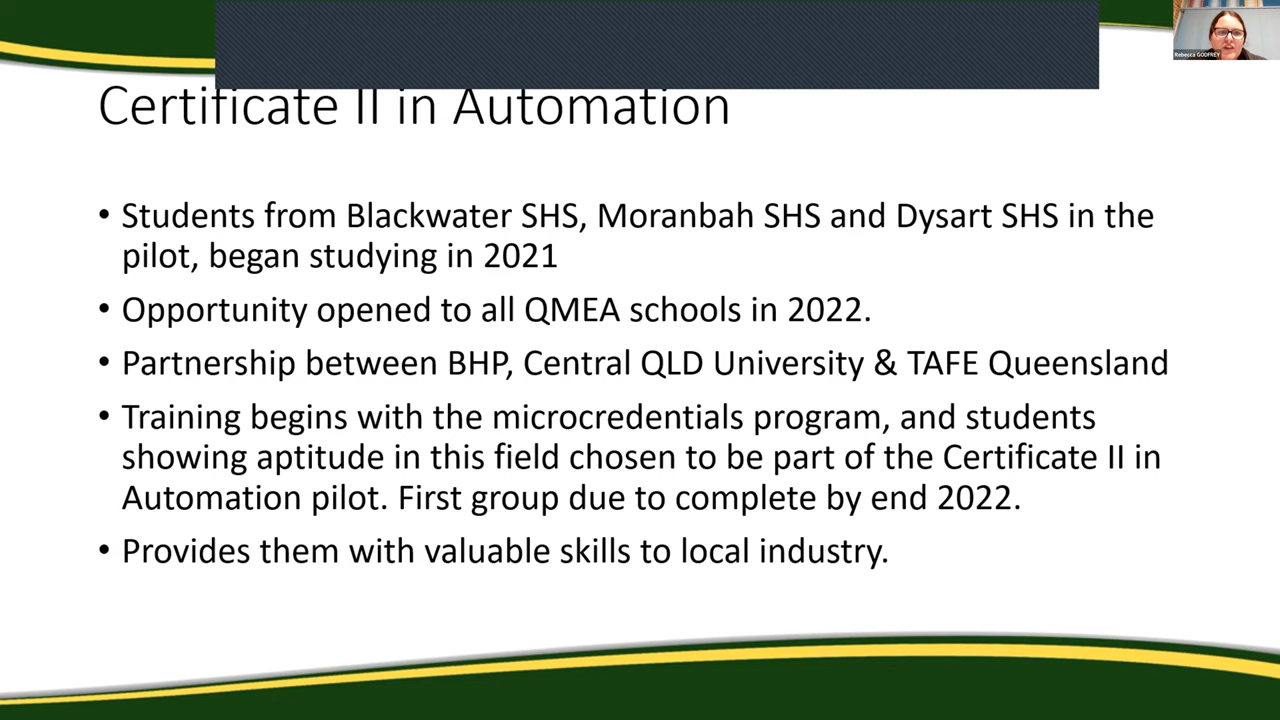 Rebecca GODFREY
Certificate II in Automation
• Students from Blackwater SHS, Moranbah SHS and Dysart SHS in the
pilot, began studying in 2021
• Opportunity opened to all QMEA schools in 2022.
• Partnership between BHP, Central QLD University & TAFE Queensland
• Training begins with the microcredentials program, and students
showing aptitude in this field chosen to be part of the Certificate II in
Automation pilot. First group due to complete by end 2022.
• Provides them with valuable skills to local industry.